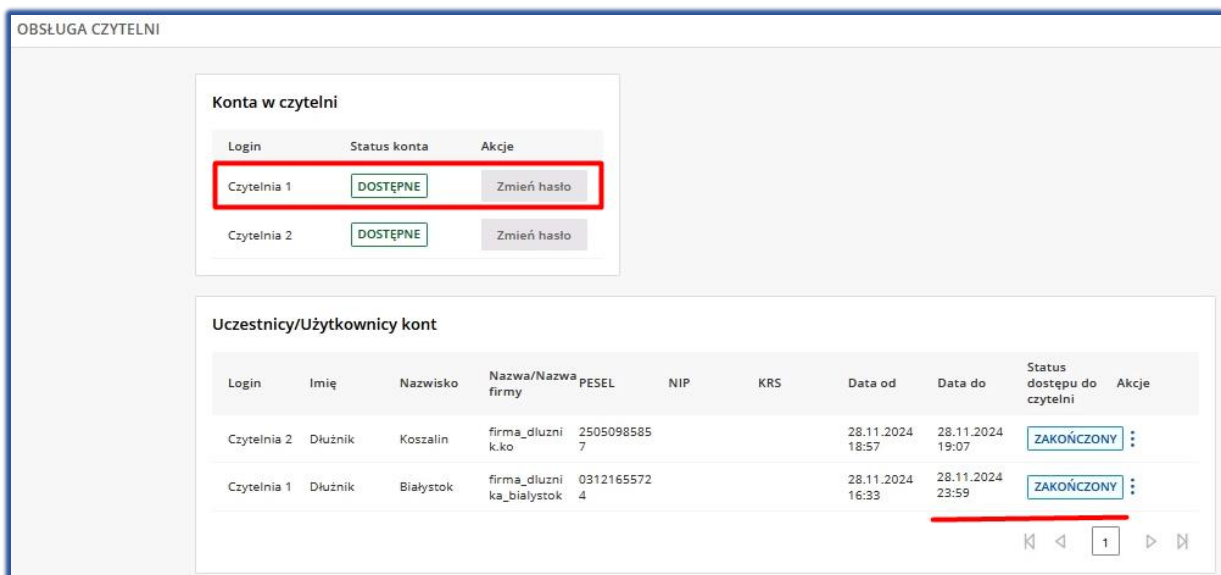 OBSŁUGA CZYTELNI
Konta w czytelni
Login Status konta Akcje
Czytelnia 1 DOSTĘPNE Zmień hasło
Czytelnia 2 DOSTĘPNE Zmień hasło
Uczestnicy/Użytkownicy kont
Login Imię Nazwisko Nazwa/Nazwa firmy PESEL NIP KRS Data od Data do Status dostępu do czytelni Akcje
Czytelnia 2 Dłużnik Koszalin firma_dluzni 2505098585 28.11.2024 28.11.2024 ZAKOŃCZONY
k.ko 7 18:57 19:07
Czytelnia 1 Dłużnik Białystok firma_dluzni 0312165572 28.11.2024 28.11.2024 ZAKOŃCZONY
ka_bialystok 4 16:33 23:59
1